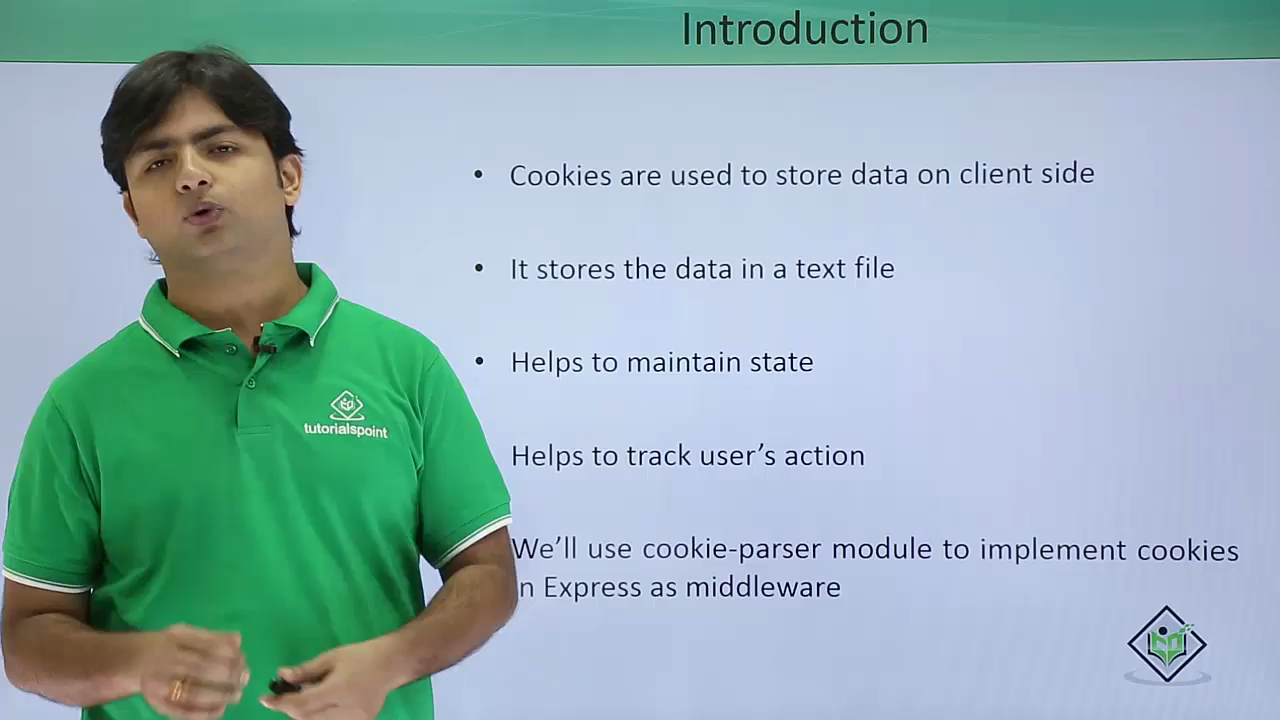 Introduction
• Cookies are used to store data on client side
• It stores the data in a text file
• Helps to maintain state
Helps to track user's action
We'll use cookie-parser module to implement cookies
n Express as middleware
tutorialspoint